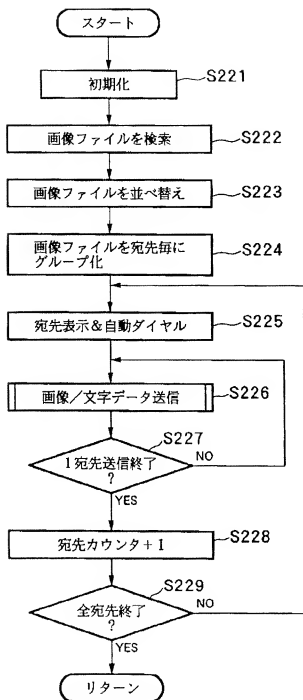 スタート
初期化
S221
画像ファイルを検索
S222
画像ファイルを並べ替え
S223
画像ファイルを宛先毎に
グループ化
S224
宛先表示&自動ダイヤル
S225
画像/文字データ送信
S226
1宛先送信終了
?
S227
NO
YES
宛先カウンタ+1
S228
全宛先終了
?
S229
NO
YES
リターン